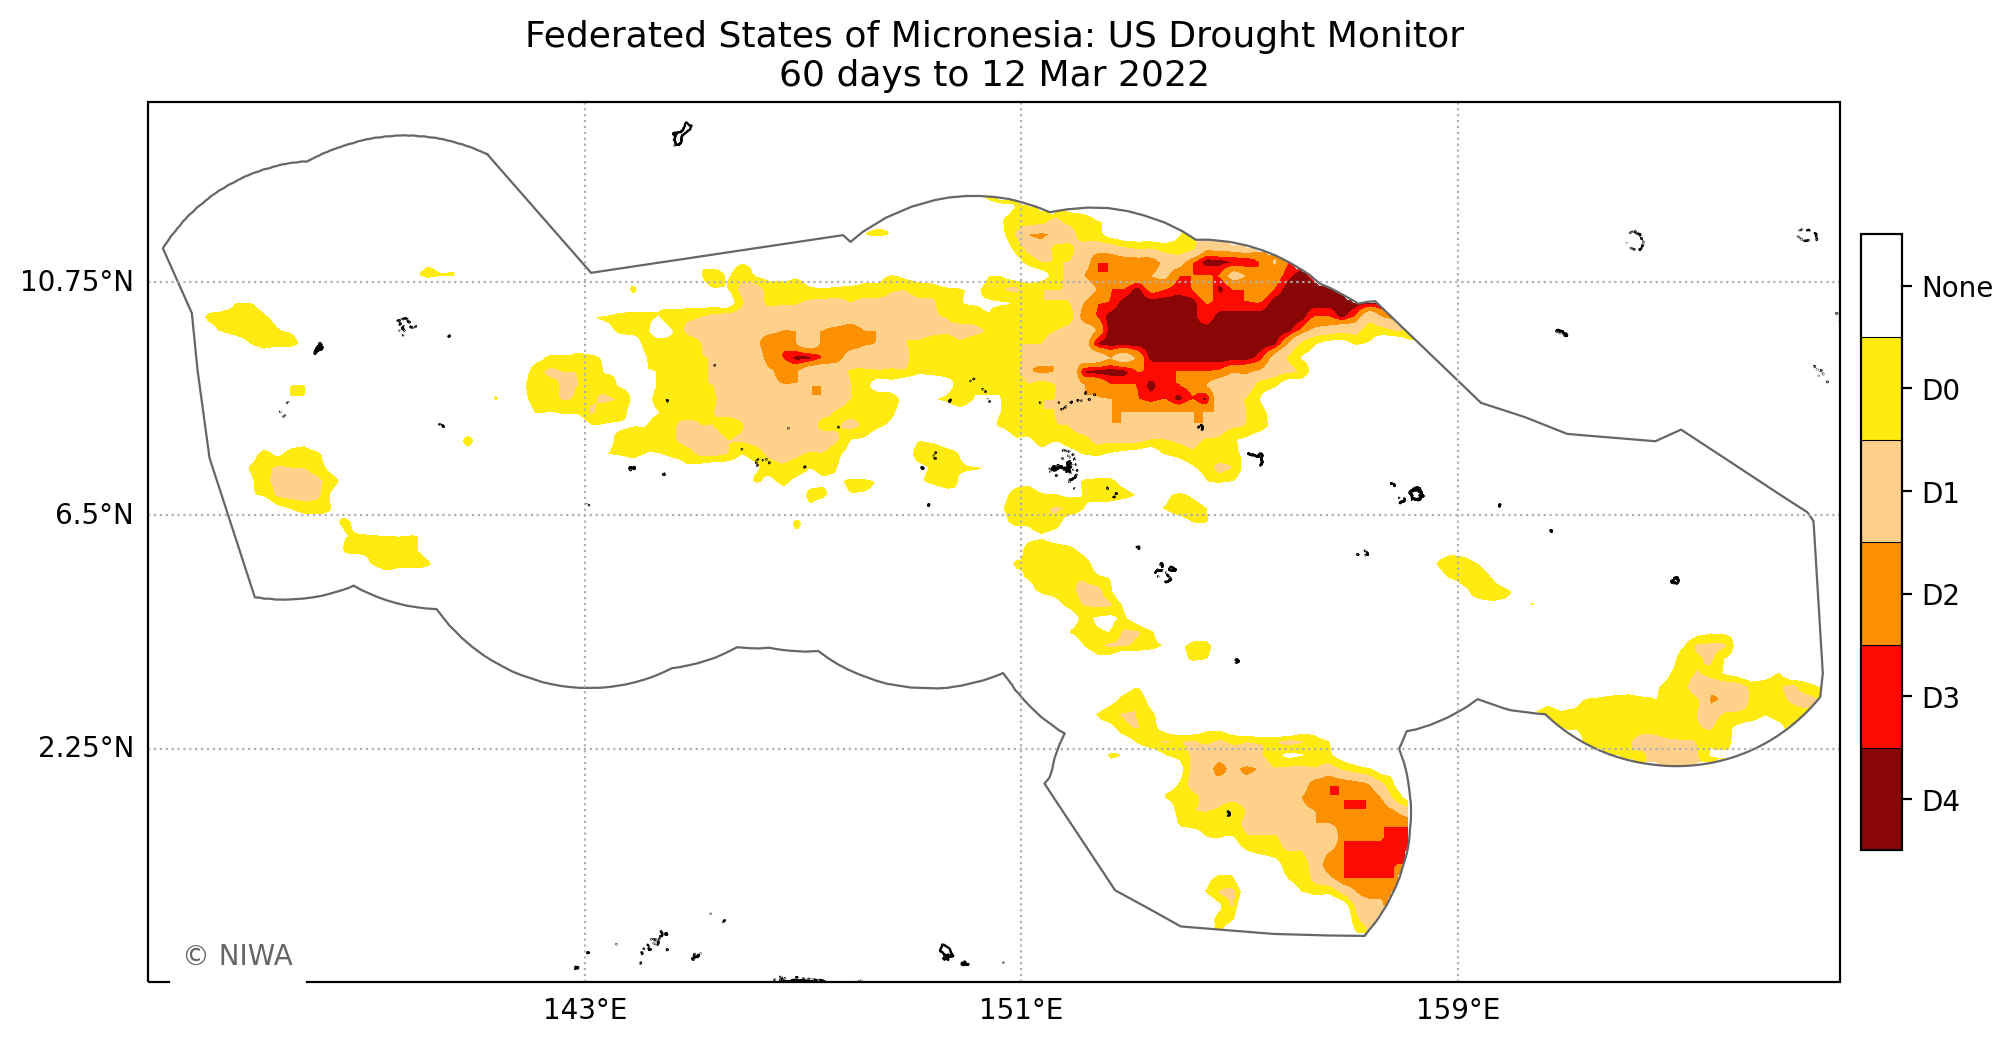 Federated States of Micronesia: US Drought Monitor
60 days to 12 Mar 2022
10.75°N
6.5°N
2.25°N
143°E
151°E
159°E
None
D0
D1
D2
D3
D4
© NIWA